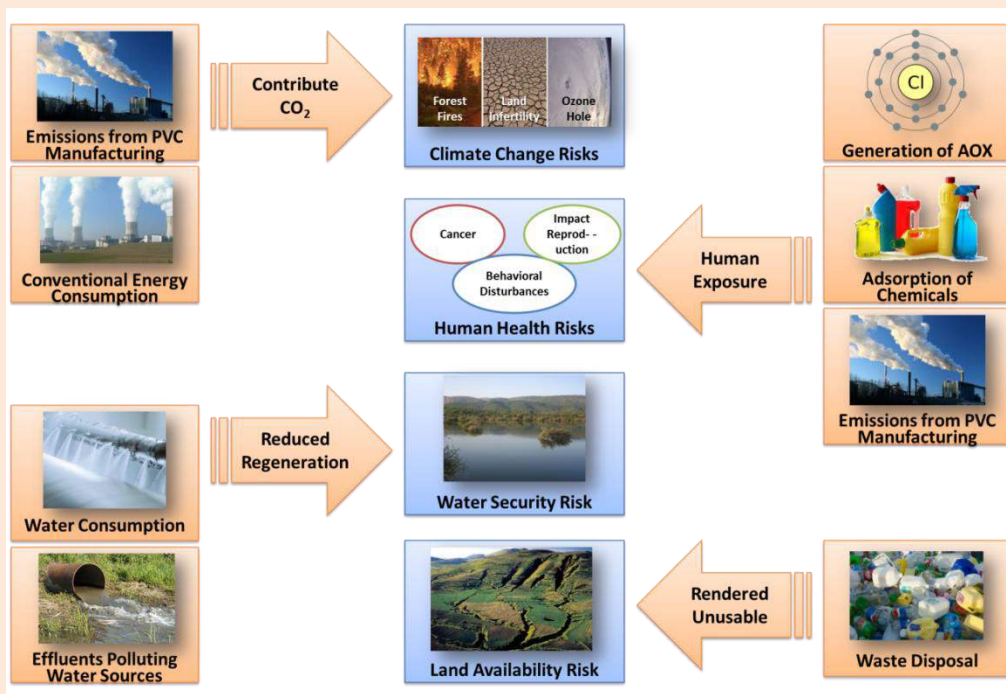 Emissions from PVC
Manufacturing
Contribute
CO2
Forest
Fires
Land
Infertility
Ozone
Hole
Climate Change Risks
Cl
Generation of AOX
Conventional Energy
Consumption
Cancer
Impact
Reprod- -
uction
Behavioral
Disturbances
Human Health Risks
Human
Exposure
Adsorption of
Chemicals
Emissions from PVC
Manufacturing
Water Consumption
Reduced
Regeneration
Water Security Risk
Effluents Polluting
Water Sources
Land Availability Risk
Rendered
Unusable
Waste Disposal